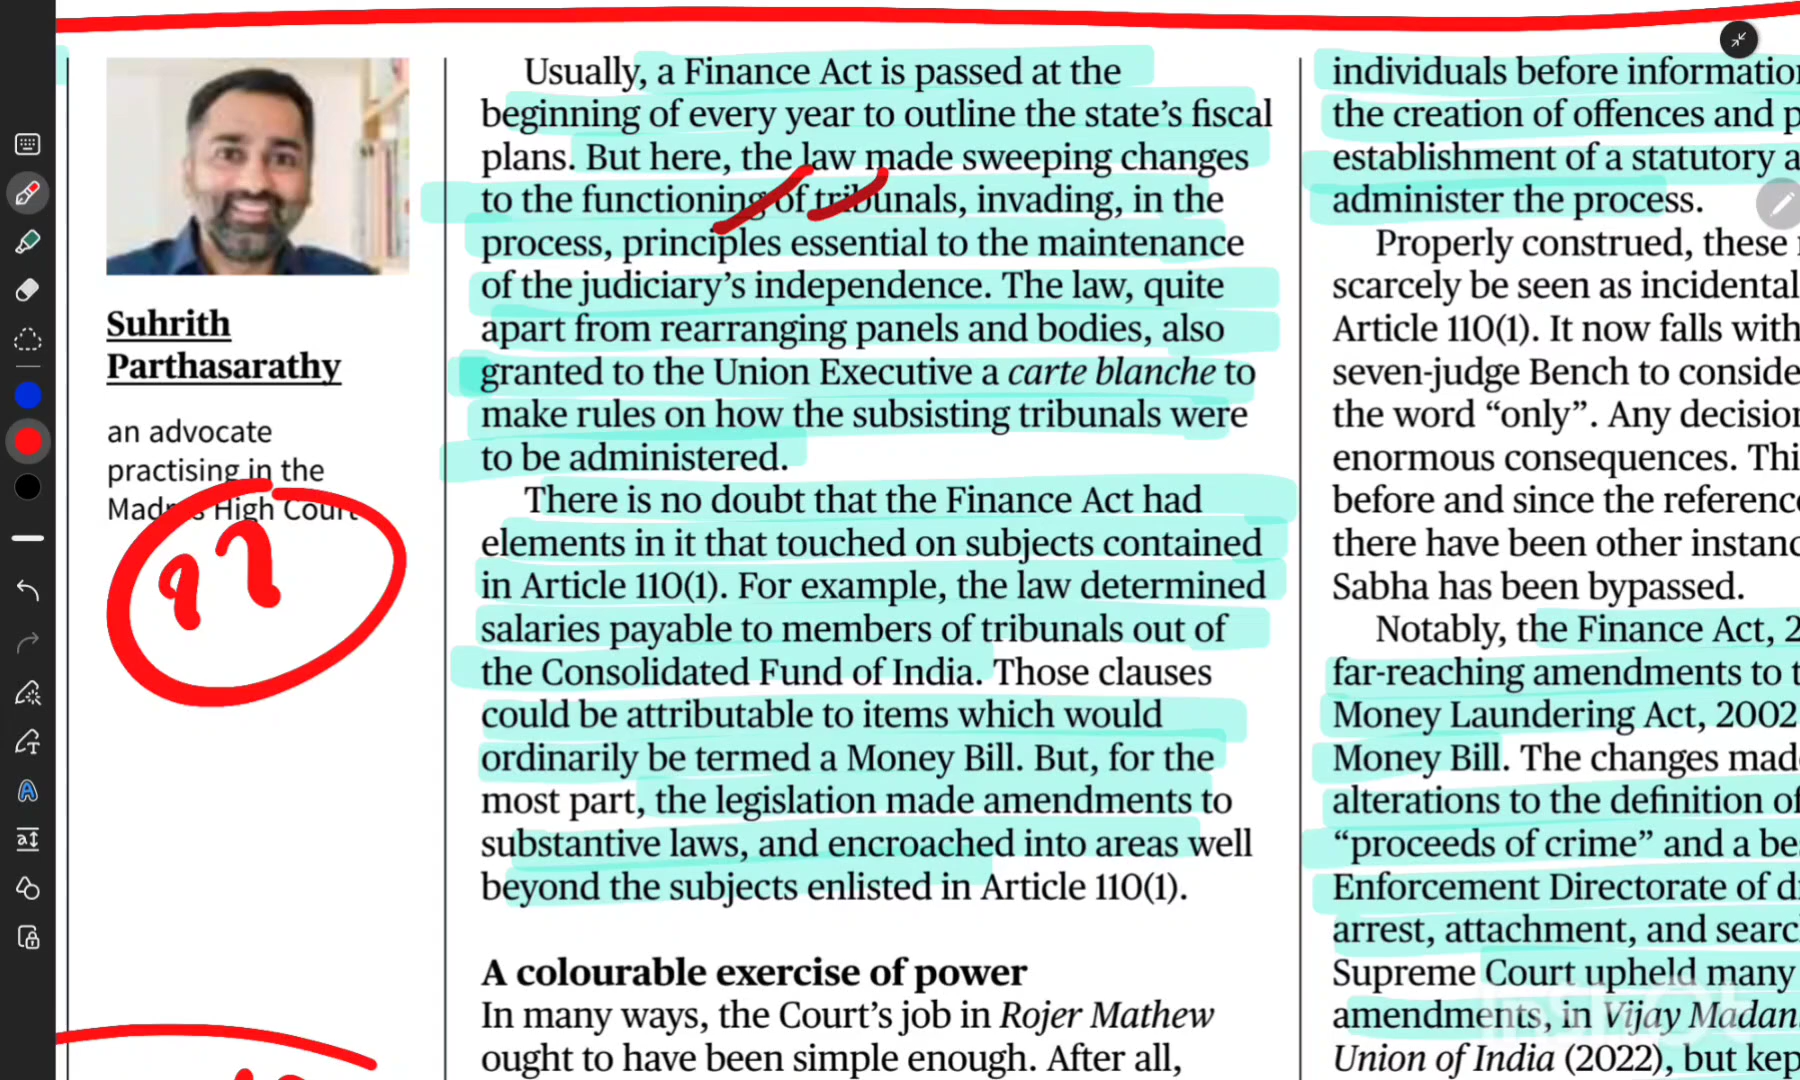 Suhrith
Parthasarathy
an advocate
practising in the
Madras High Court
Usually, a Finance Act is passed at the
beginning of every year to outline the state's fiscal
plans. But here, the law made sweeping changes
to the functioning of tribunals, invading, in the
process, principles essential to the maintenance
of the judiciary's independence. The law, quite
apart from rearranging panels and bodies, also
granted to the Union Executive a carte blanche to
make rules on how the subsisting tribunals were
to be administered.
There is no doubt that the Finance Act had
elements in it that touched on subjects contained
in Article 110(1). For example, the law determined
salaries payable to members of tribunals out of
the Consolidated Fund of India. Those clauses
could be attributable to items which would
ordinarily be termed a Money Bill. But, for the
most part, the legislation made amendments to
substantive laws, and encroached into areas well
beyond the subjects enlisted in Article 110(1).
A colourable exercise of power
In many ways, the Court's job in Rojer Mathew
ought to have been simple enough. After all,
individuals before
the creation of offences and
establishment of a statutory
administer the process.
Properly construed, these
scarcely be seen as incidental
Article 110(1). It now falls
seven-judge Bench to
the word “only”. Any
enormous consequences.
before and since the
there have been other
Sabha has been bypassed.
Notably, the Finance Act,
far-reaching amendments to
Money Laundering Act, 2002
Money Bill. The changes
alterations to the definition of
“proceeds of crime” and a
Enforcement Directorate of
arrest, attachment, and
Supreme Court upheld many
amendments, in Vijay
Union of India (2022), but